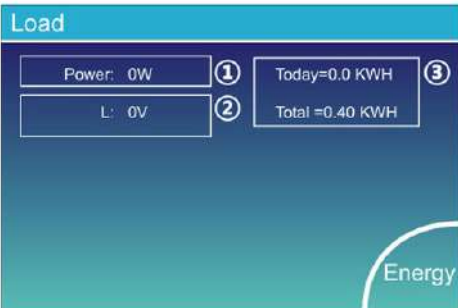 Load
Power: 0W ①
L: 0V ②
Today=0.0 KWH ③
Total =0.40 KWH
Energy